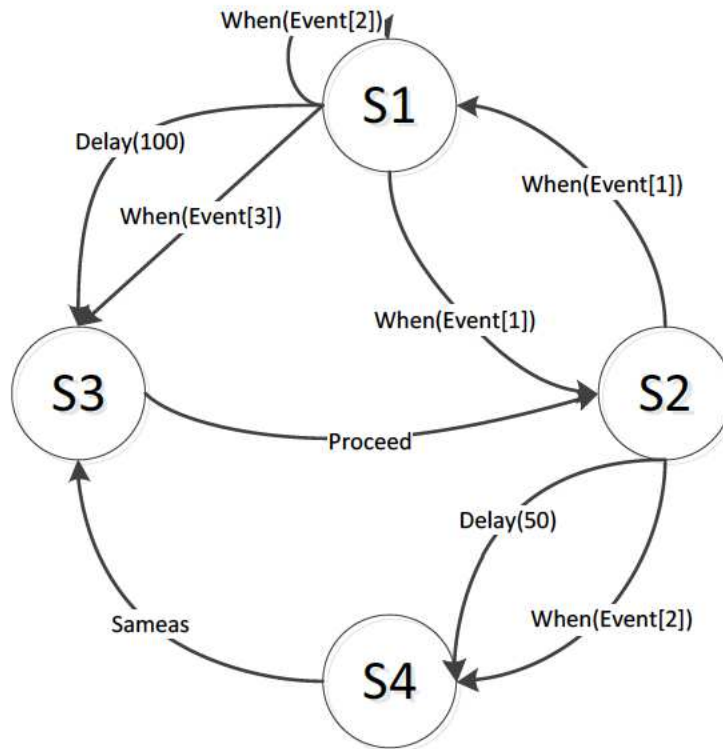 When(Event[2])
S1
Delay(100)
When(Event[1])
When(Event[3])
When(Event[1])
S3
S2
Proceed
Delay(50)
Sameas
When(Event[2])
S4